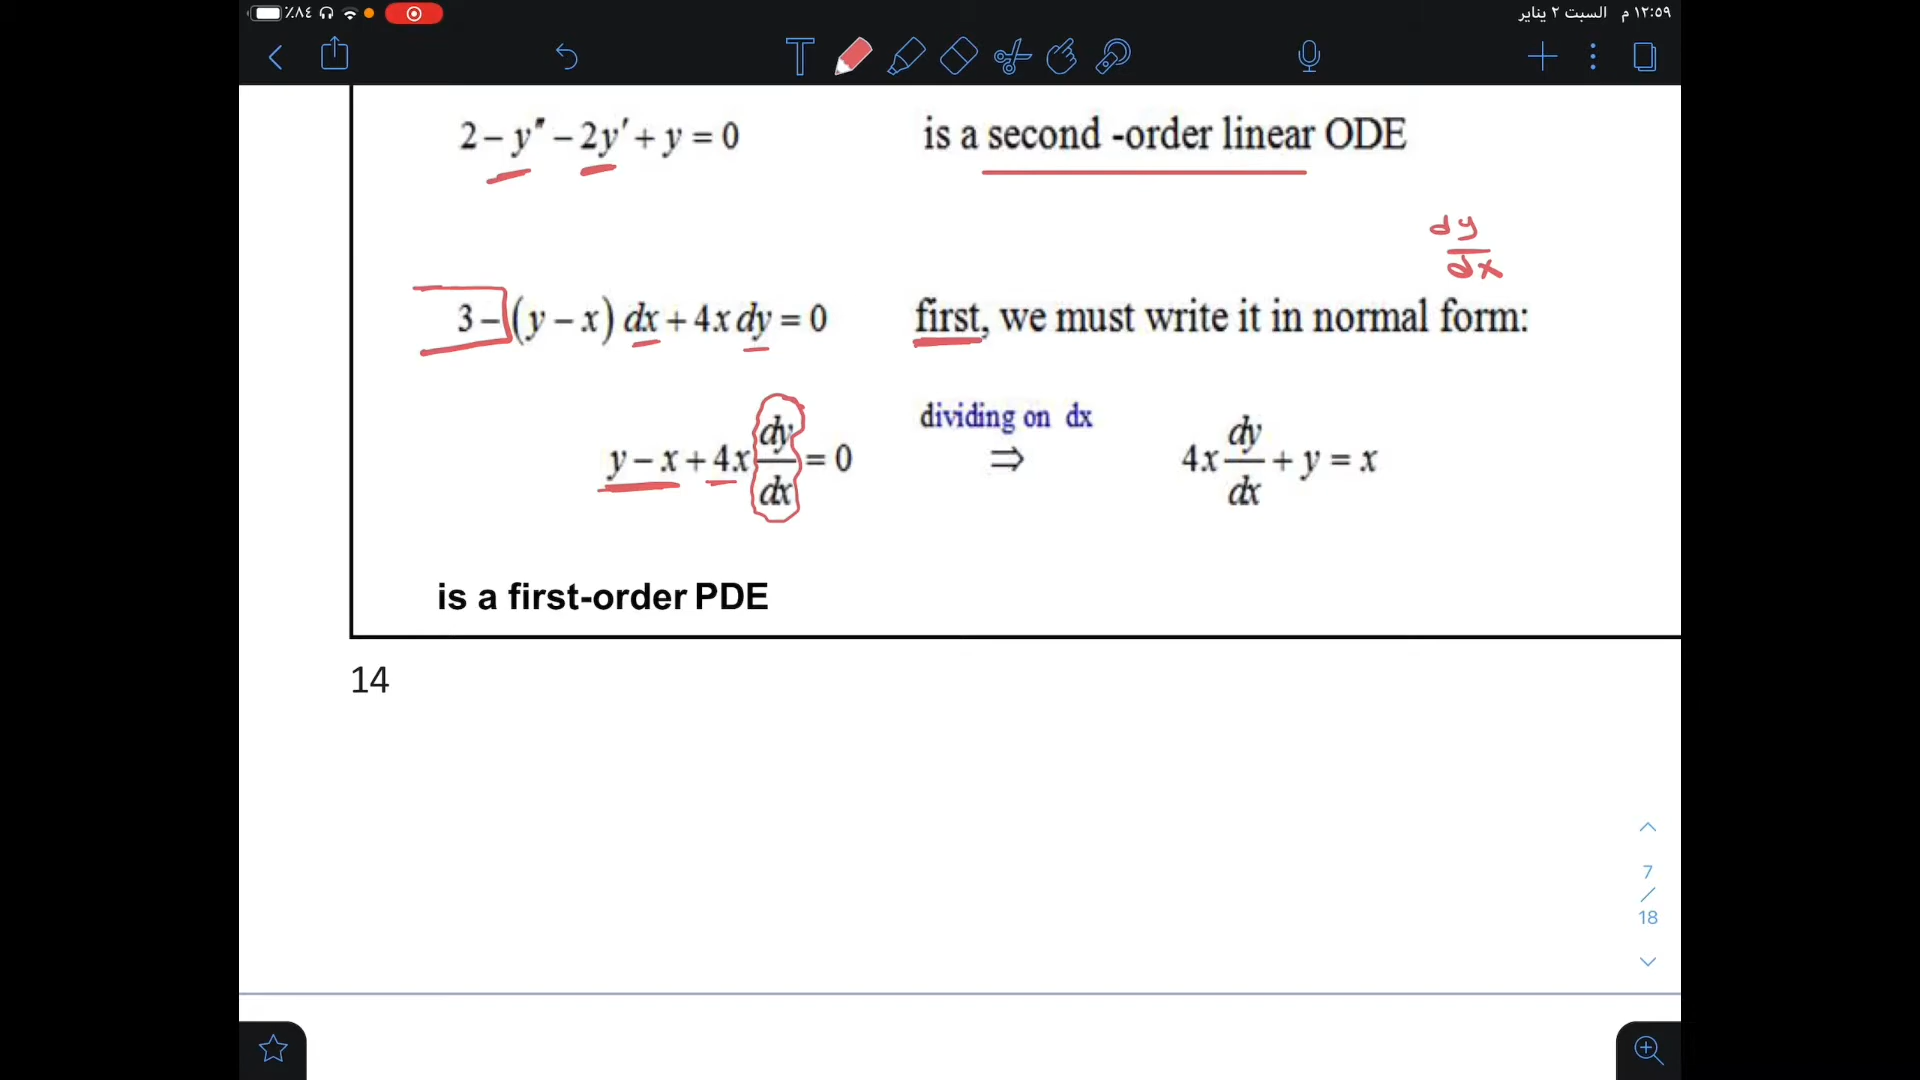 ٪٨٤ ١٢:٥٩ م السبت ٢ يناير
T
2 − y″ − 2y′ + y = 0 is a second -order linear ODE
dy
dx
3 − (y − x) dx + 4x dy = 0 first, we must write it in normal form:
y − x + 4x dy/dx = 0 dividing on dx ⇒ 4x dy/dx + y = x
is a first-order PDE
14
7
/
18